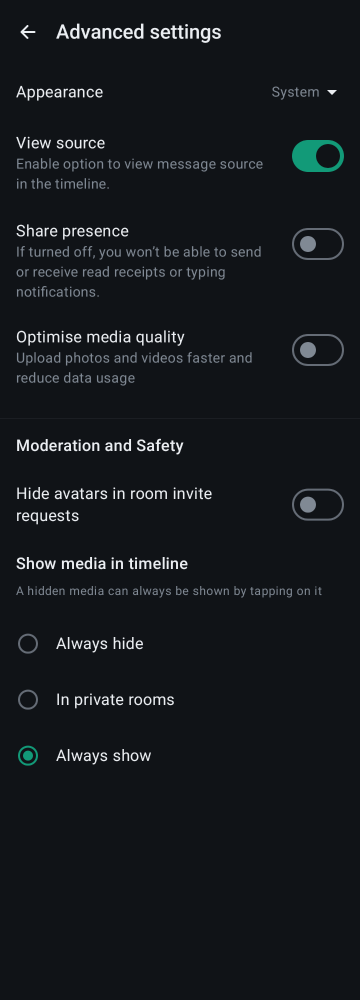 Advanced settings
Appearance
System
View source
Enable option to view message source
in the timeline.
Share presence
If turned off, you won't be able to send
or receive read receipts or typing
notifications.
Optimise media quality
Upload photos and videos faster and
reduce data usage
Moderation and Safety
Hide avatars in room invite
requests
Show media in timeline
A hidden media can always be shown by tapping on it
Always hide
In private rooms
Always show